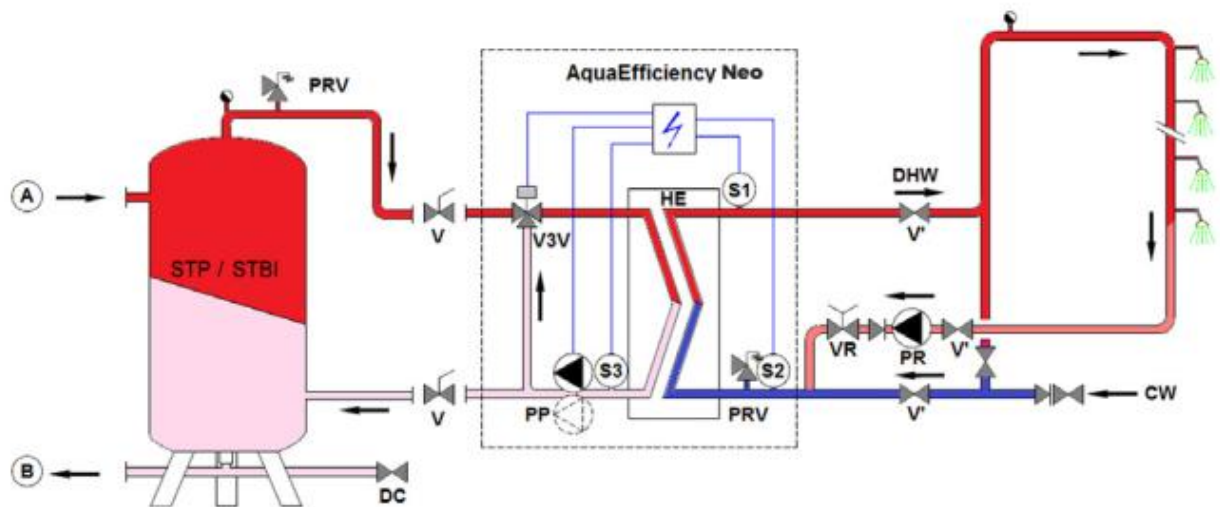 AquaEfficiency Neo
PRV
A
DHW
S1
HE
V
V3V
V'
STP / STBI
VR
PR
V'
S3
S2
V
PP
PRV
V'
CW
B
DC